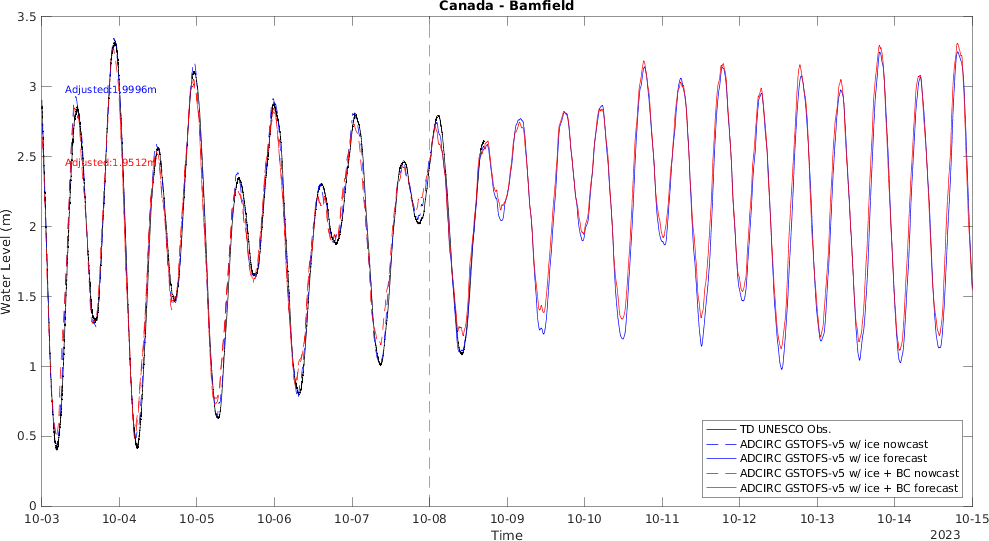 Canada - Bamfield
3.5
3
2.5
2
1.5
1
0.5
0
Water Level (m)
Adjusted:1.9996m
Adjusted:1.9512m
TD UNESCO Obs.
ADCIRC GSTOFS-v5 w/ ice nowcast
ADCIRC GSTOFS-v5 w/ ice forecast
ADCIRC GSTOFS-v5 w/ ice + BC nowcast
ADCIRC GSTOFS-v5 w/ ice + BC forecast
10-03 10-04 10-05 10-06 10-07 10-08 10-09 10-10 10-11 10-12 10-13 10-14 10-15
Time
2023